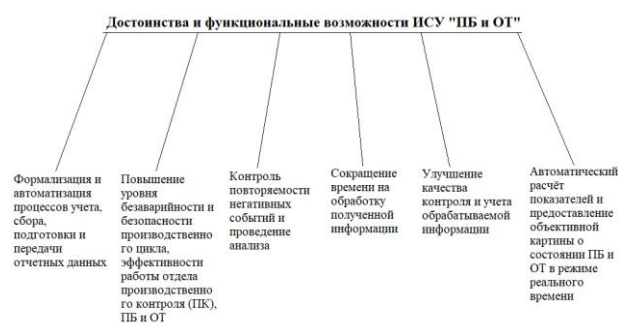 Достоинства и функциональные возможности ИСУ "ПБ и ОТ"
Формализация и
автоматизация
процессов учета,
сбора,
подготовки и
передачи
отчетных данных
Повышение
уровня
безаварийности и
безопасности
производственно
го цикла,
эффективности
работы отдела
производственно
го контроля (ПК),
ПБ и ОТ
Контроль
повторяемости
негативных
событий и
проведение
анализа
Сокращение
времени на
обработку
полученной
информации
Улучшение
качества
контроля и учета
обрабатываемой
информации
Автоматический
расчёт
показателей и
предоставление
объективной
картины о
состоянии ПБ и
ОТ в режиме
реального
времени